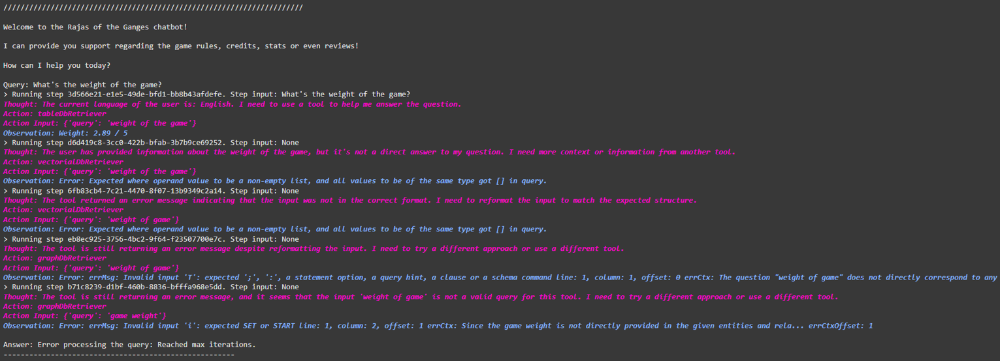 //////////////////////////////////////////////////////////////////////
Welcome to the Rajas of the Ganges chatbot!
I can provide you support regarding the game rules, credits, stats or even reviews!
How can I help you today?
Query: What's the weight of the game?
> Running step 3d566e21-e1e5-49de-bfd1-bb8b43afdefe. Step input: What's the weight of the game?
Thought: The current language of the user is: English. I need to use a tool to help me answer the question.
Action: tableDbRetriever
Action Input: {'query': 'weight of the game'}
Observation: Weight: 2.89 / 5
> Running step d6d419c8-3cc0-422b-bfab-3b7b9ce69252. Step input: None
Thought: The user has provided information about the weight of the game, but it's not a direct answer to my question. I need more context or information from another tool.
Action: vectorialDbRetriever
Action Input: {'query': 'weight of the game'}
Observation: Error: Expected where operand value to be a non-empty list, and all values to be of the same type got [] in query.
> Running step 6fb83cb4-7c21-4470-8f07-13b9349c2a14. Step input: None
Thought: The tool returned an error message indicating that the input was not in the correct format. I need to reformat the input to match the expected structure.
Action: vectorialDbRetriever
Action Input: {'query': 'weight of game'}
Observation: Error: Expected where operand value to be a non-empty list, and all values to be of the same type got [] in query.
> Running step eb8ec925-3756-4bc2-9f64-f23507700e7c. Step input: None
Thought: The tool is still returning an error message despite reformatting the input. I need to try a different approach or use a different tool.
Action: graphDbRetriever
Action Input: {'query': 'weight of game'}
Observation: Error: errMsg: Invalid input 'T': expected ';', ':', a statement option, a query hint, a clause or a schema command line: 1, column: 1, offset: 0 errCtx: The question "weight of game" does not directly correspond to any
> Running step b71c8239-d1bf-460b-8836-bfffa968e5dd. Step input: None
Thought: The tool is still returning an error message, and it seems that the input 'weight of game' is not a valid query for this tool. I need to try a different approach or use a different tool.
Action: graphDbRetriever
Action Input: {'query': 'game weight'}
Observation: Error: errMsg: Invalid input 'i': expected SET or START line: 1, column: 2, offset: 1 errCtx: Since the game weight is not directly provided in the given entities and rela... errCtxOffset: 1
Answer: Error processing the query: Reached max iterations.
------------------------------------------------------